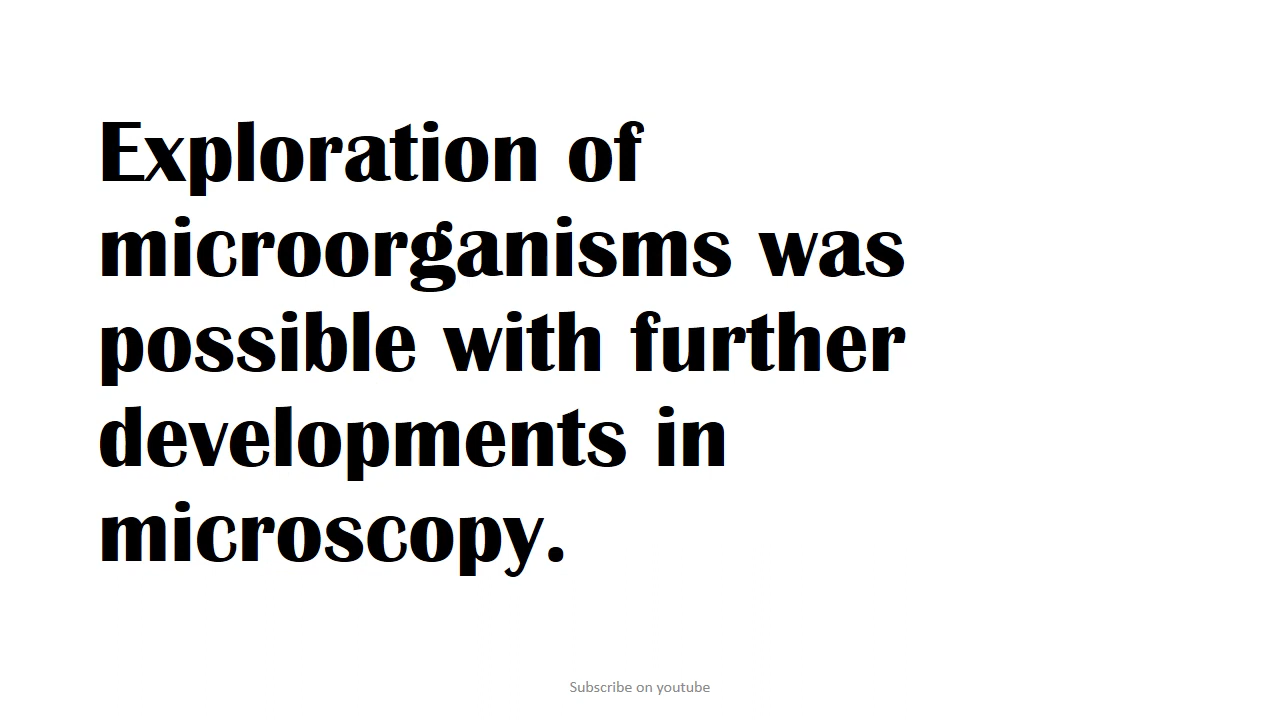 Exploration of
microorganisms was
possible with further
developments in
microscopy.
Subscribe on youtube